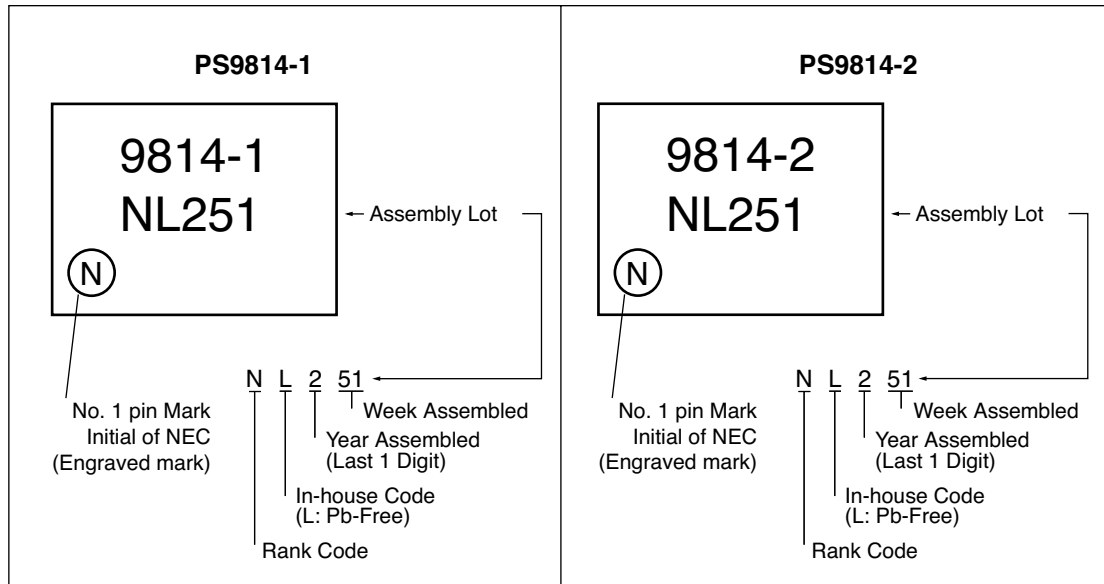 PS9814-1
9814-1
NL251
N
Assembly Lot
N L 2 51
No. 1 pin Mark
Initial of NEC
(Engraved mark)
Week Assembled
Year Assembled
(Last 1 Digit)
In-house Code
(L: Pb-Free)
Rank Code
PS9814-2
9814-2
NL251
N
Assembly Lot
N L 2 51
No. 1 pin Mark
Initial of NEC
(Engraved mark)
Week Assembled
Year Assembled
(Last 1 Digit)
In-house Code
(L: Pb-Free)
Rank Code